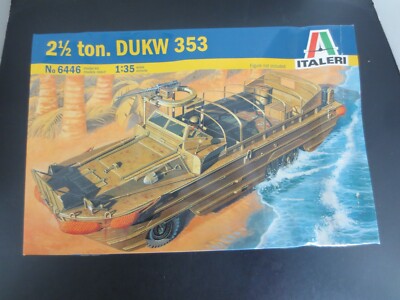 2½ ton. DUKW 353
No 6446
1:35
ITALERI